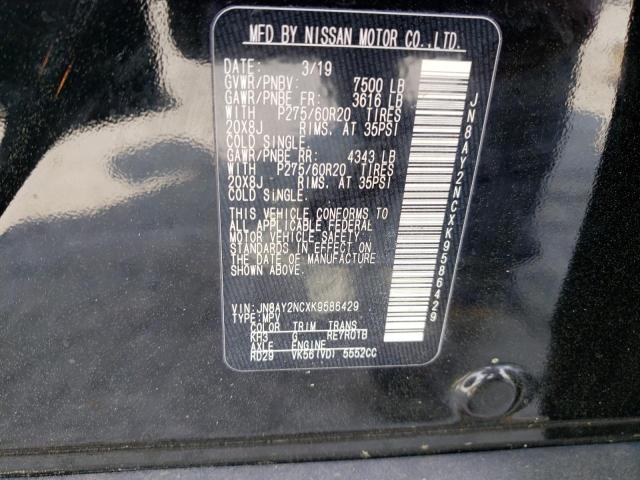 MFD BY NISSAN MOTOR CO.,LTD.
DATE: 3/19
GVWR/PNBV: 7500 LB
GAWR/PNBE FR: 3616 LB
WITH P275/60R20 TIRES
20X8J RIMS. AT 35PSI
COLD SINGLE.
GAWR/PNBE RR: 4343 LB
WITH P275/60R20 TIRES
20X8J RIMS. AT 35PSI
COLD SINGLE.
THIS VEHICLE CONFORMS TO
ALL APPLICABLE FEDERAL
MOTOR VEHICLE SAFETY
STANDARDS IN EFFECT ON
THE DATE OF MANUFACTURE
SHOWN ABOVE.
VIN: JN8AY2NCXK9586429
TYPE: MPV
COLOR TRIM TRANS
KH3 G RE7R01B
AXLE ENGINE
RD29 VK56(VD) 5552CC
JN8AY2NCXK9586429